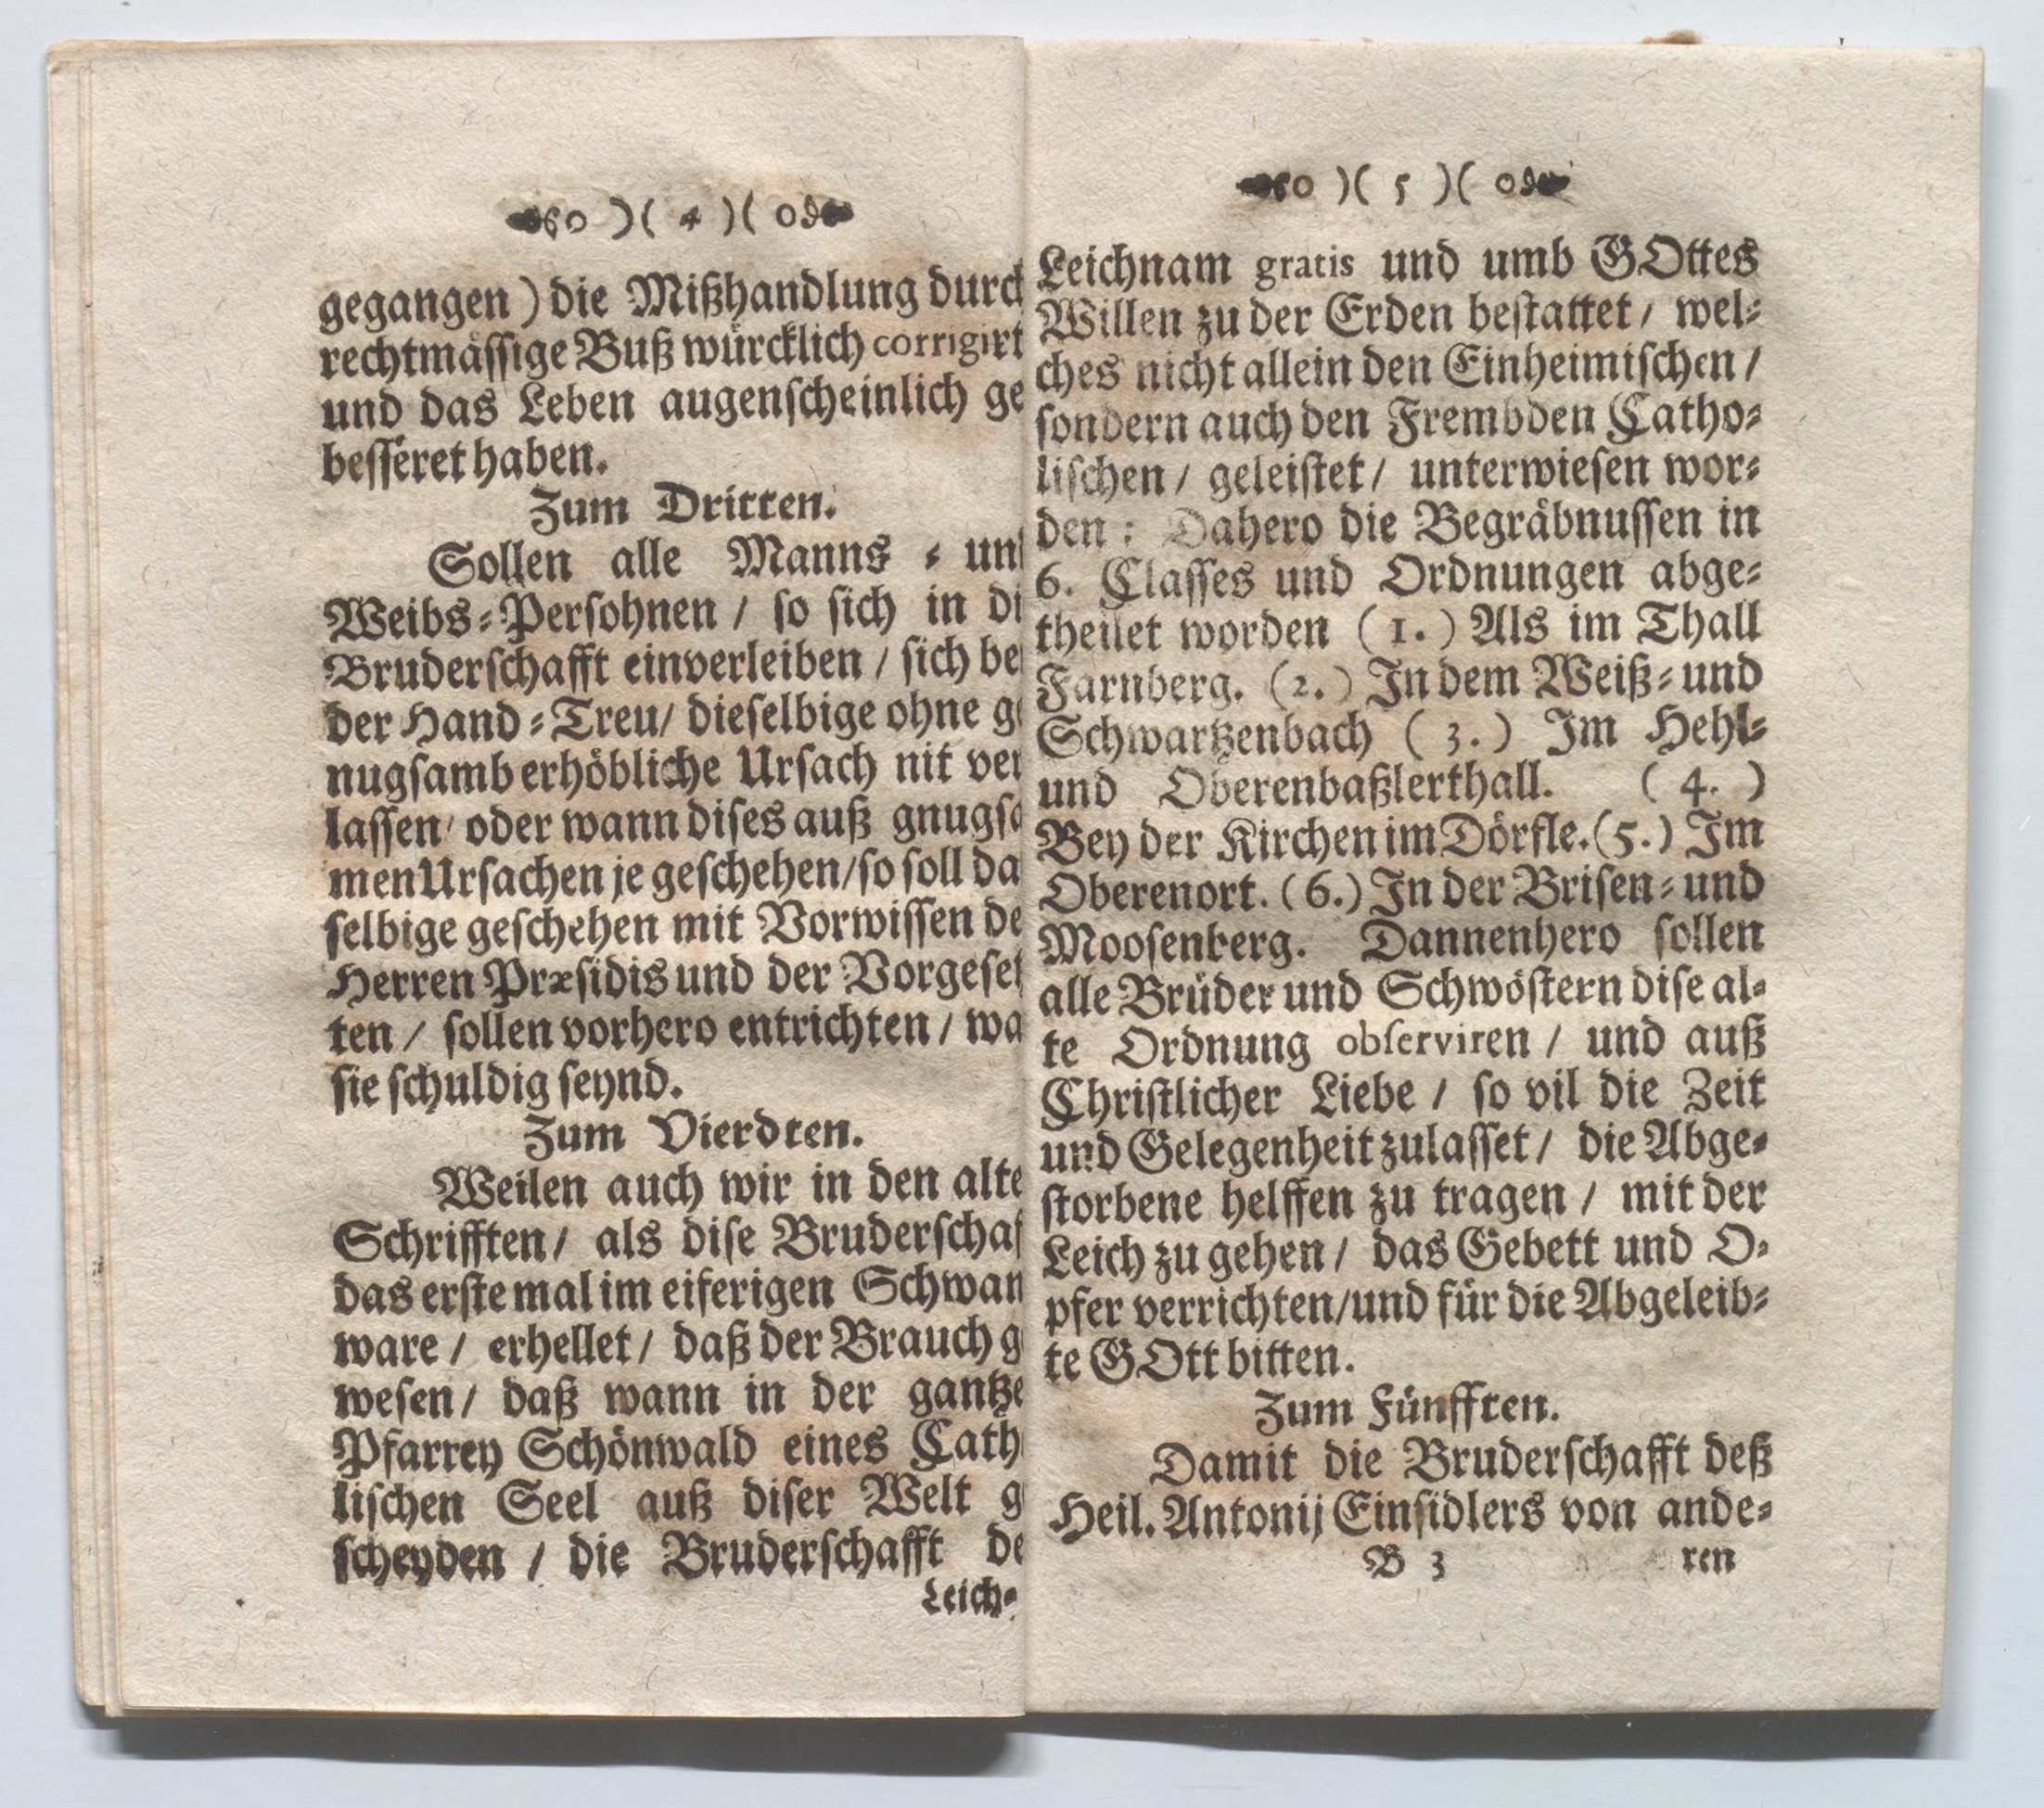 )( 4 )(
gegangen ) die Mißhandlung durch
rechtmässige Buß würcklich corrigirt
und das Leben augenscheinlich ge
besseret haben.
Zum Dritten.
Sollen alle Manns = un
Weibs=Persohnen / so sich in di
Bruderschafft einverleiben / sich be
der Hand=Treu/ dieselbige ohne g
nugsamb erhöbliche Ursach nit ver
lassen/ oder wann dises auß gnugsa
men Ursachen je geschehen/so soll da
selbige geschehen mit Vorwissen de
Herren Præsidis und der Vorgeset
ten / sollen vorhero entrichten / wa
sie schuldig seynd.
Zum Vierdten.
Weilen auch wir in den alte
Schrifften/ als dise Bruderschaf
das erste mal im eiferigen Schwan
ware / erhellet / daß der Brauch g
wesen/ daß wann in der gantze
Pfarrey Schönwald eines Cath
lischen Seel auß diser Welt g
scheyden / die Bruderschafft de
Leich=
)( 5 )(
Leichnam gratis und umb GOttes
Willen zu der Erden bestattet / wel=
ches nicht allein den Einheimischen /
sondern auch den Frembden Catho=
lischen / geleistet / unterwiesen wor=
den : Dahero die Begräbnussen in
6. Classes und Ordnungen abge=
theilet worden ( 1. ) Als im Thall
Farnberg. (2.) In dem Weiß= und
Schwartzenbach ( 3. ) Im Hehl=
und Oberenbaßlerthall. ( 4. )
Bey der Kirchen im Dörfle. (5.) Im
Oberenort. (6.) In der Brisen= und
Moosenberg. Dannenhero sollen
alle Brüder und Schwöstern dise al=
te Ordnung observiren / und auß
Christlicher Liebe / so vil die Zeit
und Gelegenheit zulasset / die Abge=
storbene helffen zu tragen / mit der
Leich zu gehen / das Gebett und O=
pfer verrichten/und für die Abgeleib=
te GOtt bitten.
Zum Fünfften.
Damit die Bruderschafft deß
Heil. Antonij Einsidlers von ande=
B 3 ren